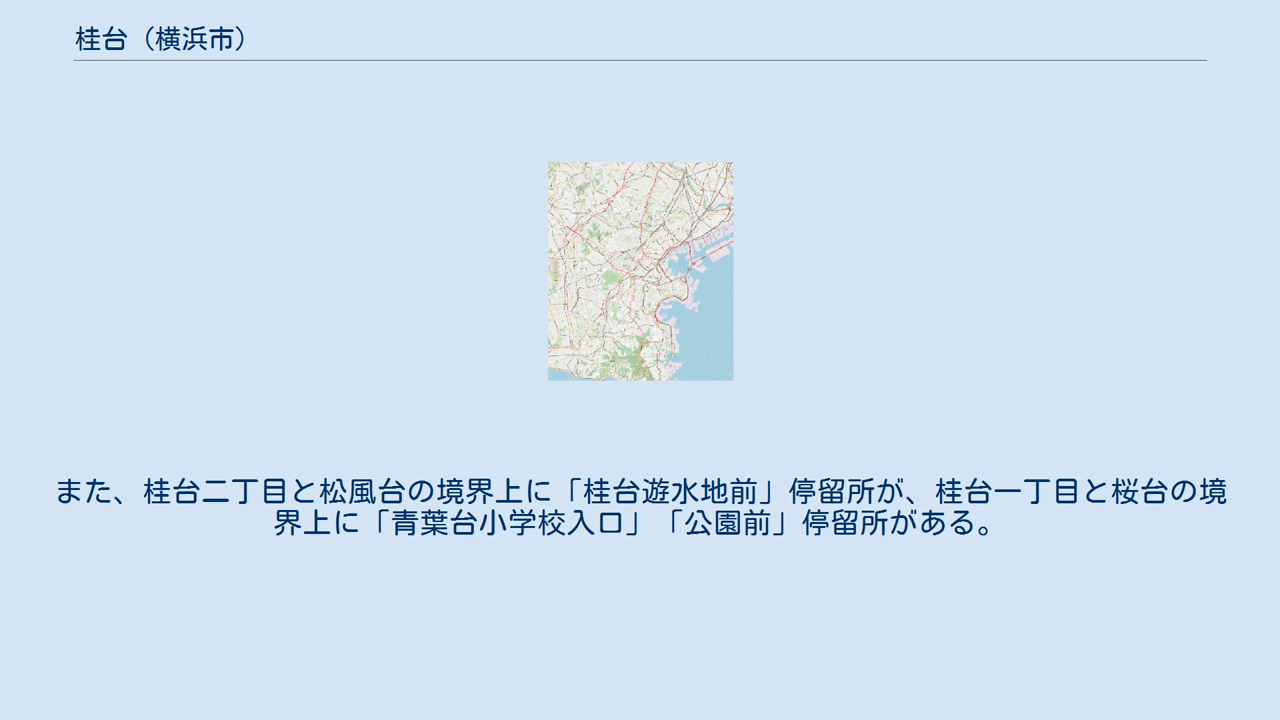 桂台（横浜市）
また、桂台二丁目と松風台の境界上に「桂台遊水地前」停留所が、桂台一丁目と桜台の境
界上に「青葉台小学校入口」「公園前」停留所がある。